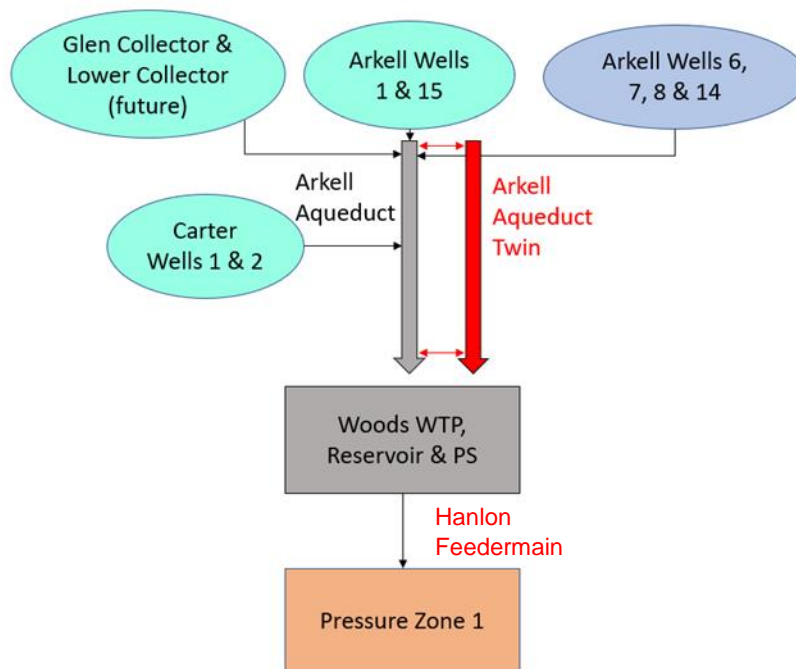 Glen Collector &
Lower Collector
(future)
Arkell Wells
1 & 15
Arkell Wells 6,
7, 8 & 14
Arkell
Aqueduct
Arkell
Aqueduct
Twin
Carter
Wells 1 & 2
Woods WTP,
Reservoir & PS
Hanlon
Feedermain
Pressure Zone 1